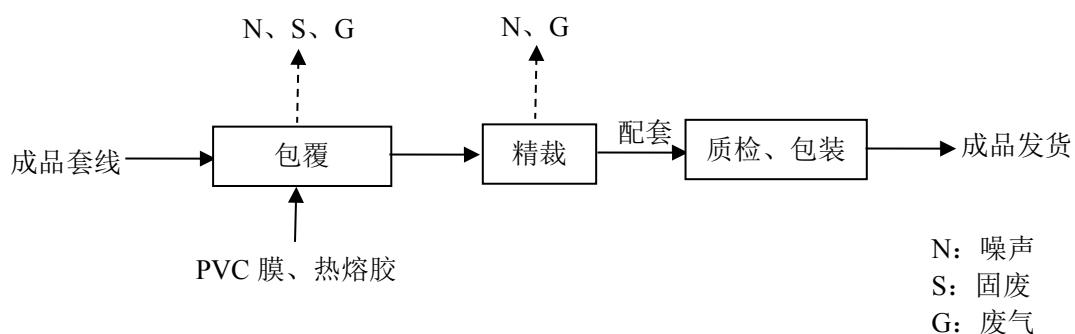 N、S、G
N、G
成品套线
包覆
精裁
配套
质检、包装
成品发货
PVC 膜、热熔胶
N：噪声
S：固废
G：废气